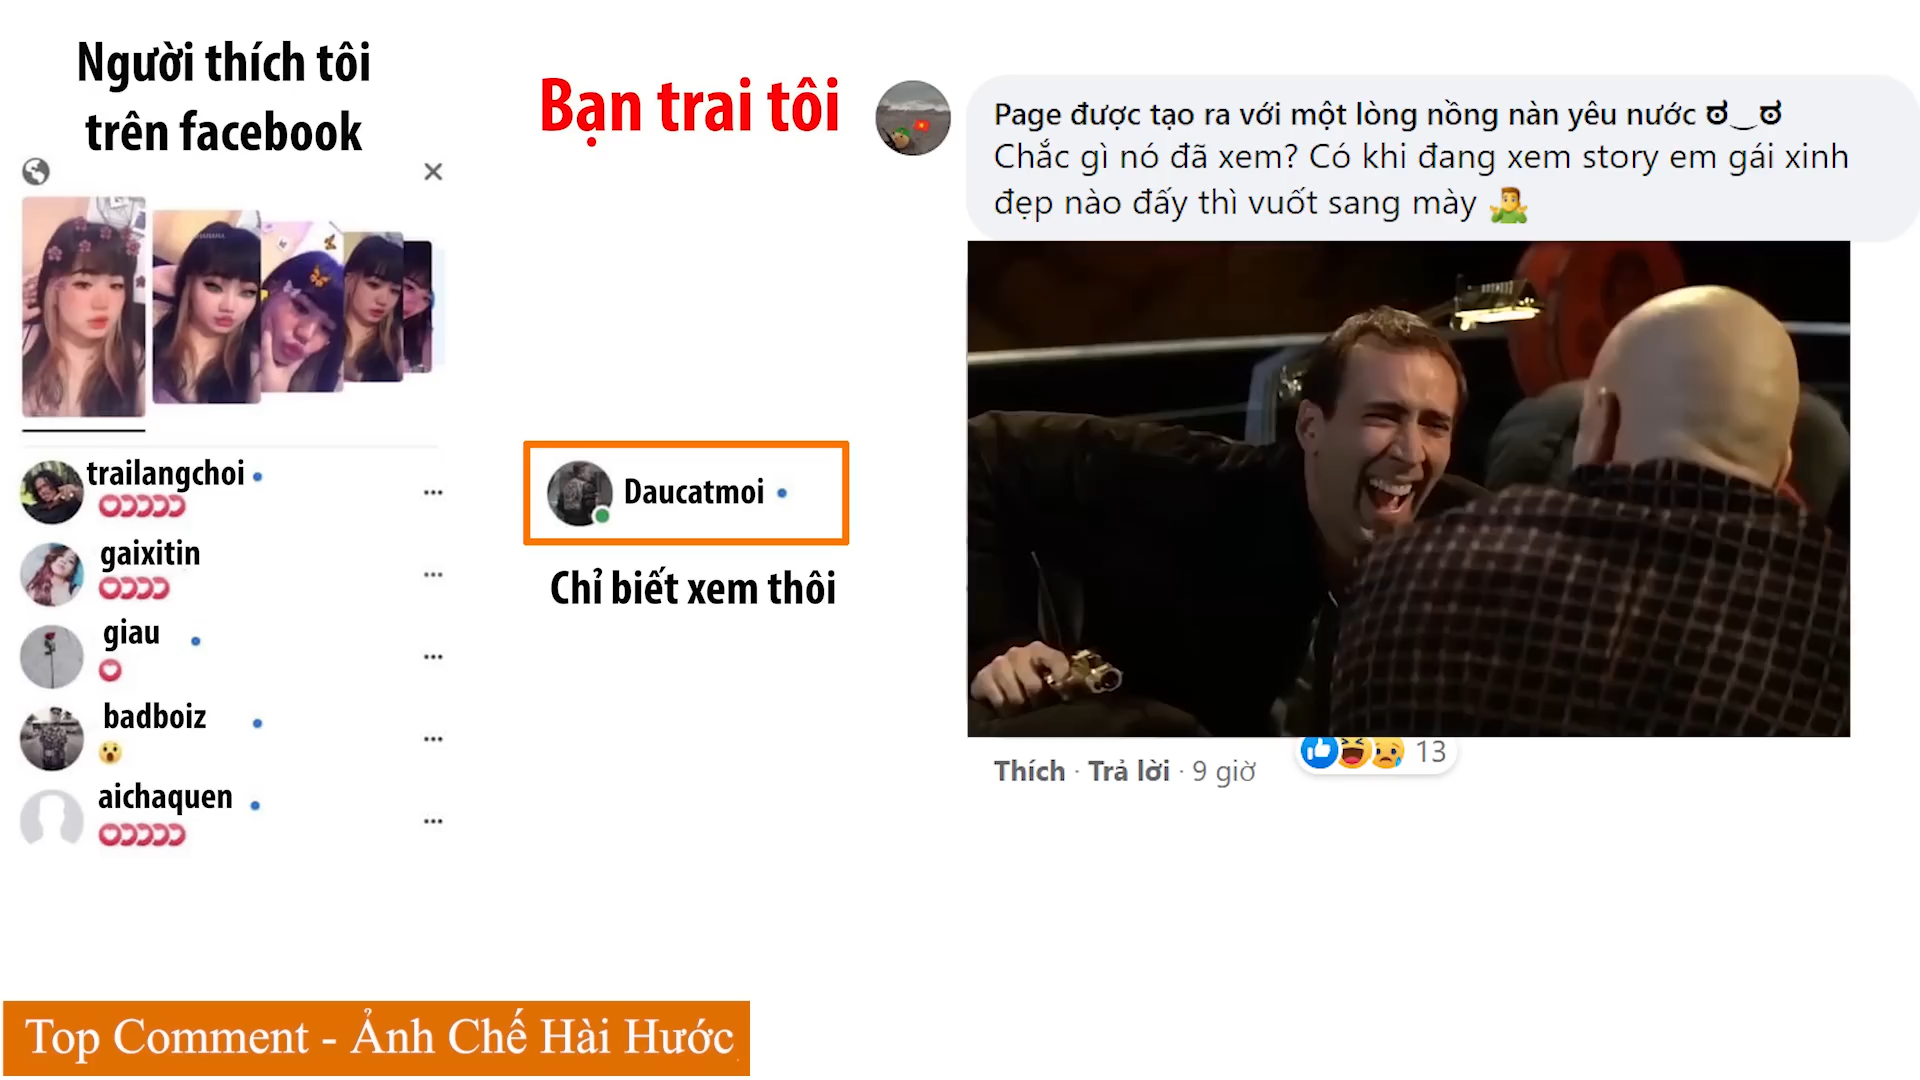 Người thích tôi
trên facebook
trailangchoi
gaixitin
giau
badboiz
aichaquen
Bạn trai tôi
Daucatmoi
Chỉ biết xem thôi
Page được tạo ra với một lòng nồng nàn yêu nước ಠ‿ಠ
Chắc gì nó đã xem? Có khi đang xem story em gái xinh
đẹp nào đấy thì vuốt sang mày 🤷‍♂️
Thích · Trả lời · 9 giờ
13
Top Comment - Ảnh Chế Hài Hước